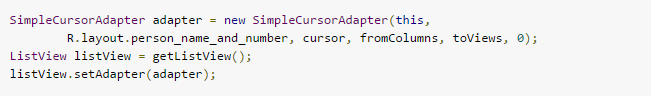 SimpleCursorAdapter adapter = new SimpleCursorAdapter(this,
        R.layout.person_name_and_number, cursor, fromColumns, toViews, 0);
ListView listView = getListView();
listView.setAdapter(adapter);